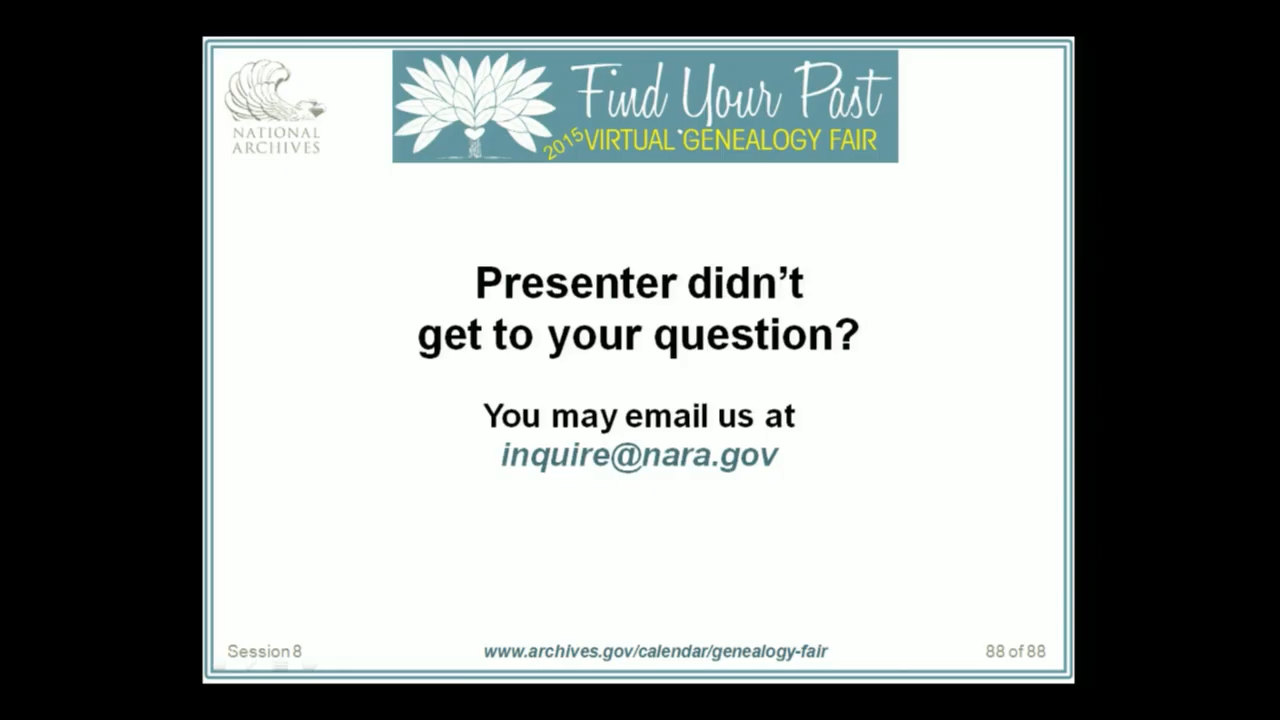 NATIONAL
ARCHIVES
Find Your Past
2015 VIRTUAL GENEALOGY FAIR
Presenter didn’t
get to your question?
You may email us at
inquire@nara.gov
Session 8
www.archives.gov/calendar/genealogy-fair
88 of 88